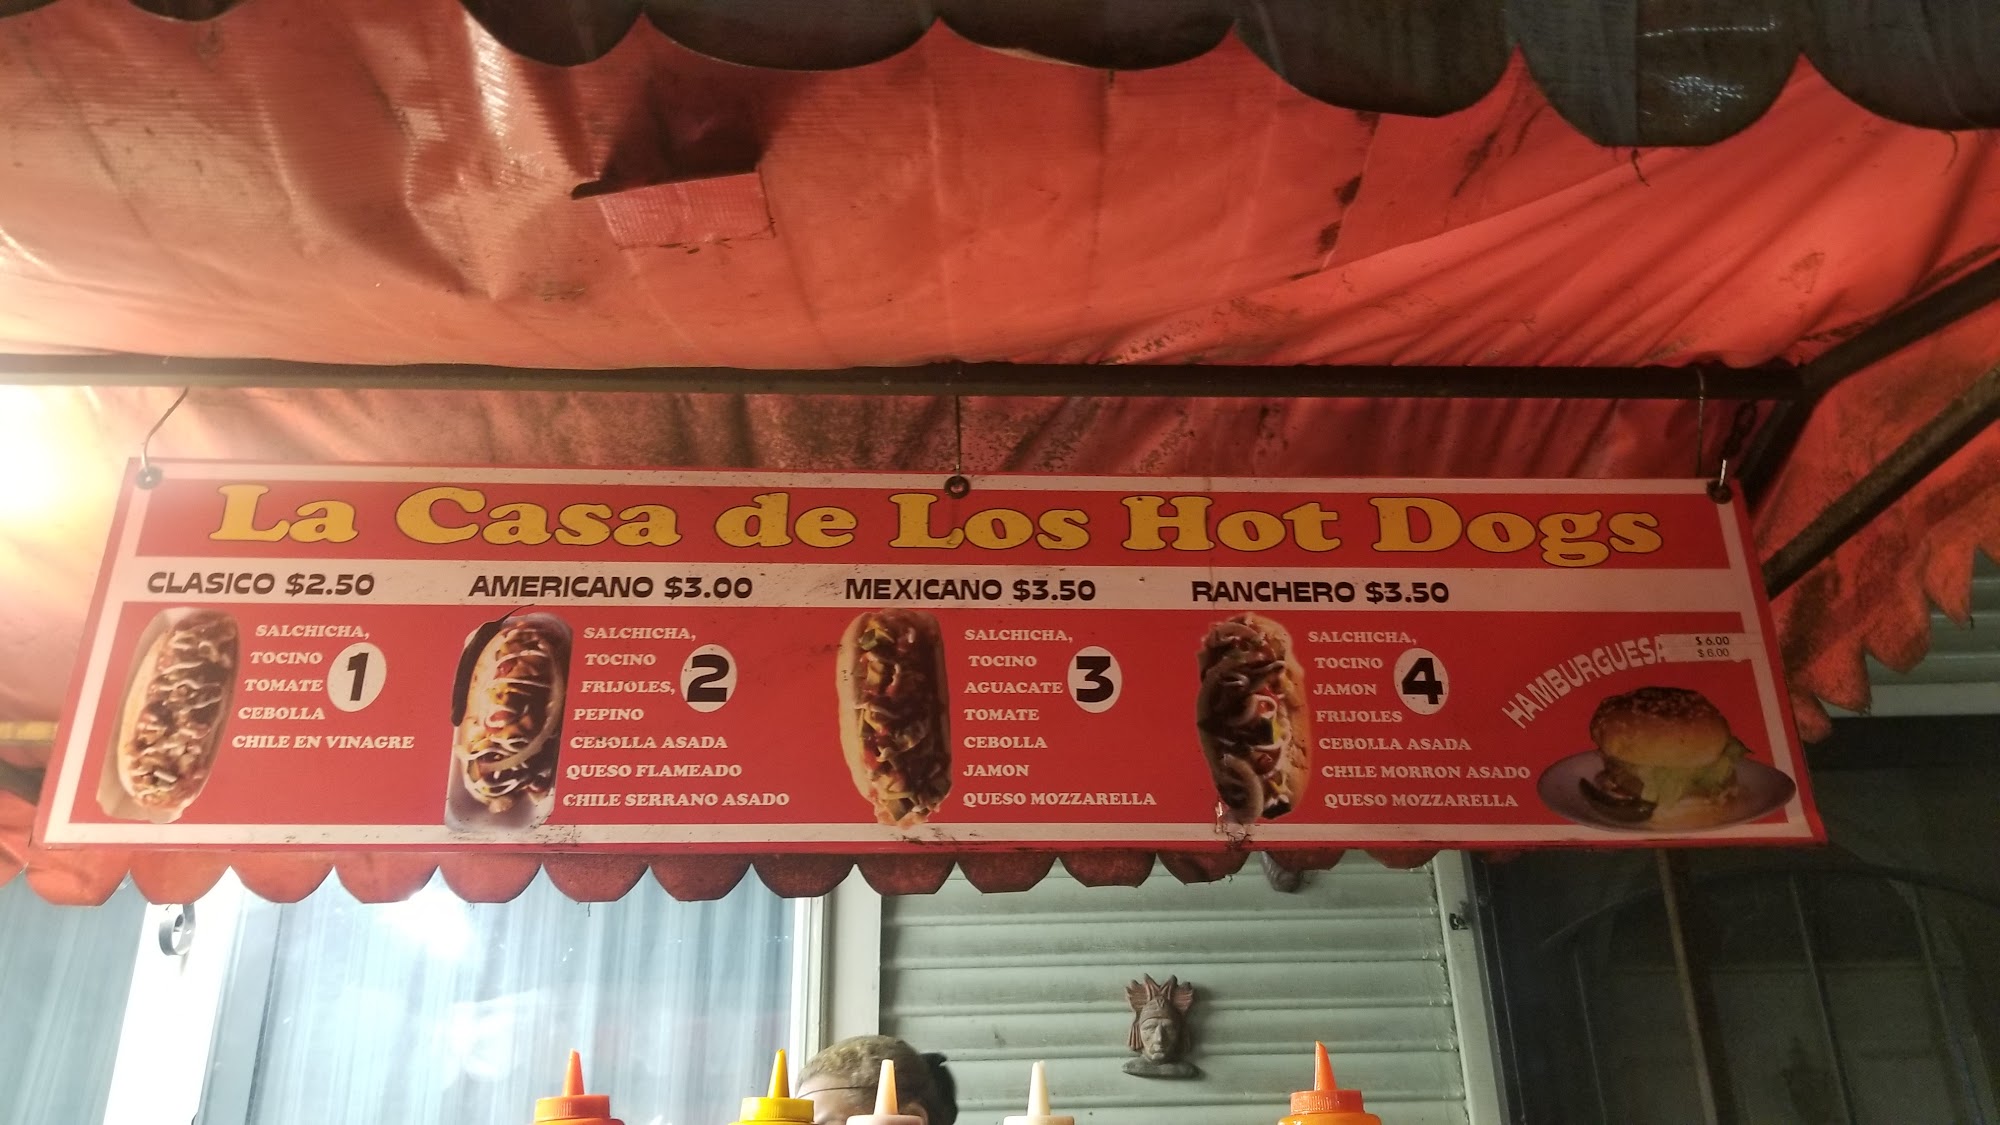 La Casa de Los Hot Dogs
CLASICO $2.50
SALCHICHA,
TOCINO
TOMATE
CEBOLLA
CHILE EN VINAGRE
1
AMERICANO $3.00
SALCHICHA,
TOCINO
FRIJOLES,
PEPINO
CEBOLLA ASADA
QUESO FLAMEADO
CHILE SERRANO ASADO
2
MEXICANO $3.50
SALCHICHA,
TOCINO
AGUACATE
TOMATE
CEBOLLA
JAMON
QUESO MOZZARELLA
3
RANCHERO $3.50
SALCHICHA,
TOCINO
JAMON
FRIJOLES
CEBOLLA ASADA
CHILE MORRON ASADO
QUESO MOZZARELLA
4
HAMBURGUESA
$ 6.00
$ 6.00